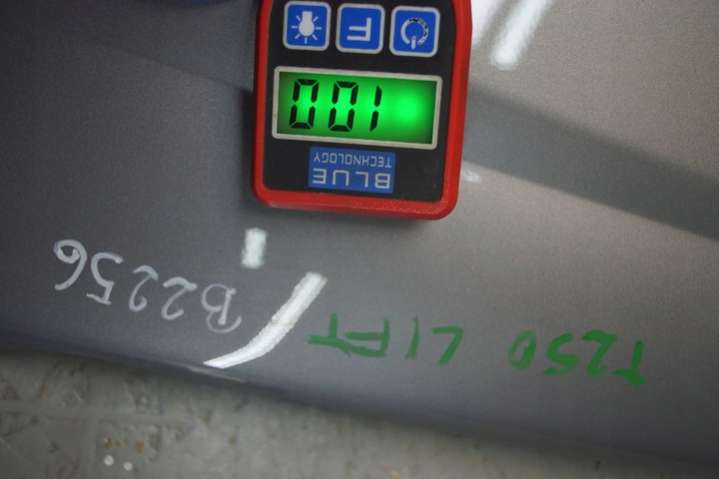 T250 LIFT
B2256
BLUE
TECHNOLOGY
100
F